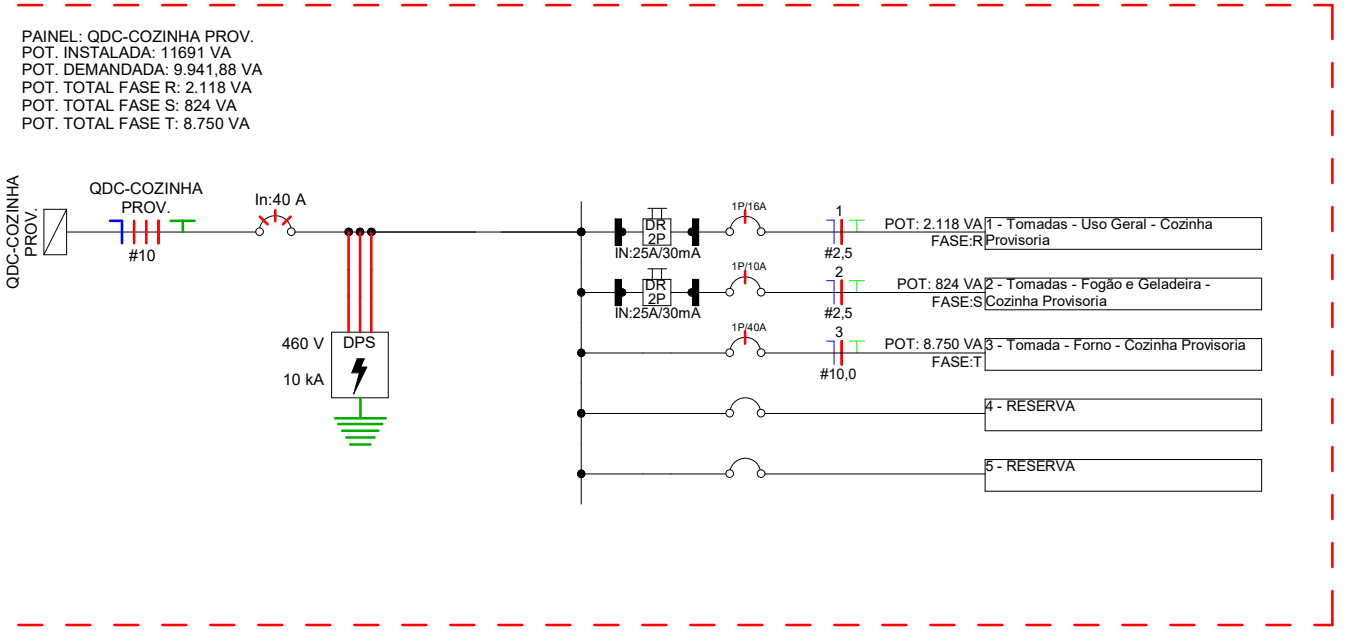 PAINEL: QDC-COZINHA PROV.
POT. INSTALADA: 11691 VA
POT. DEMANDADA: 9.941,88 VA
POT. TOTAL FASE R: 2.118 VA
POT. TOTAL FASE S: 824 VA
POT. TOTAL FASE T: 8.750 VA
QDC-COZINHA
PROV.
QDC-COZINHA
PROV.
#10
In:40 A
460 V
10 kA
DPS
DR
2P
IN:25A/30mA
1P/16A
1
#2,5
POT: 2.118 VA
FASE:R
1 - Tomadas - Uso Geral - Cozinha
Provisoria
DR
2P
IN:25A/30mA
1P/10A
2
#2,5
POT: 824 VA
FASE:S
2 - Tomadas - Fogão e Geladeira -
Cozinha Provisoria
1P/40A
3
#10,0
POT: 8.750 VA
FASE:T
3 - Tomada - Forno - Cozinha Provisoria
4 - RESERVA
5 - RESERVA